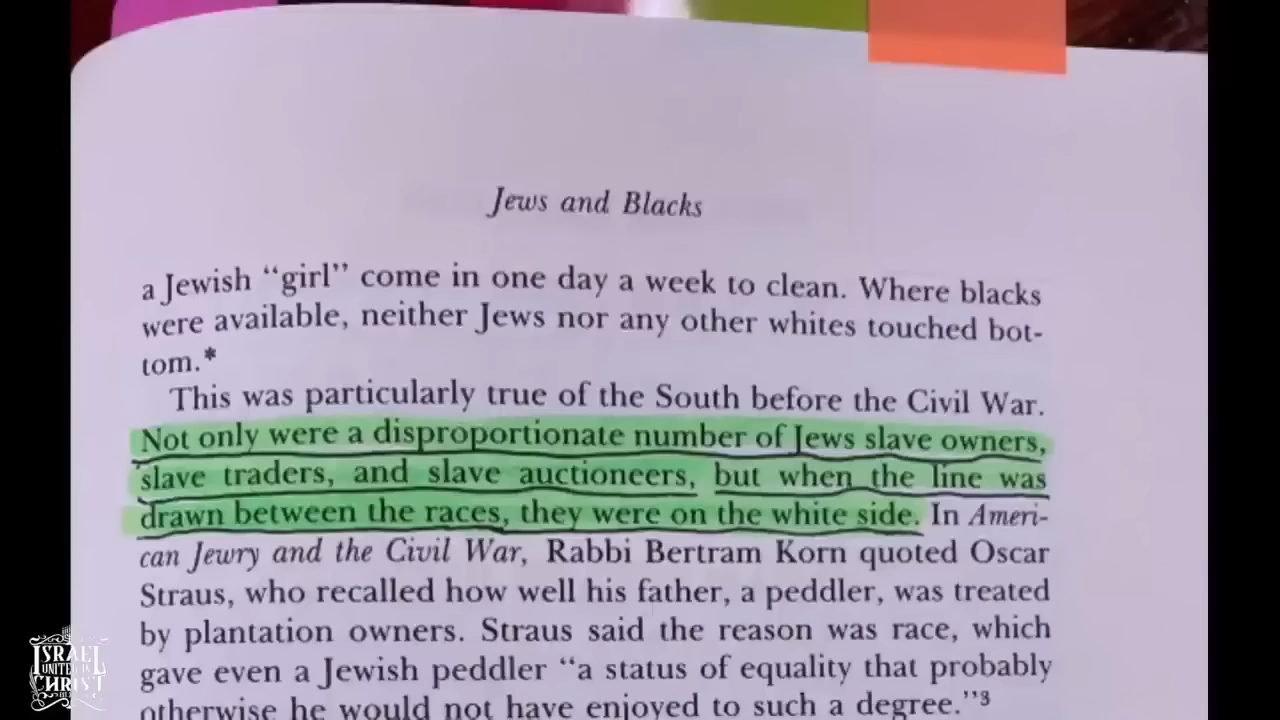 Jews and Blacks
a Jewish “girl” come in one day a week to clean. Where blacks
were available, neither Jews nor any other whites touched bot-
tom.*
This was particularly true of the South before the Civil War.
Not only were a disproportionate number of Jews slave owners,
slave traders, and slave auctioneers, but when the line was
drawn between the races, they were on the white side. In Ameri-
can Jewry and the Civil War, Rabbi Bertram Korn quoted Oscar
Straus, who recalled how well his father, a peddler, was treated
by plantation owners. Straus said the reason was race, which
gave even a Jewish peddler “a status of equality that probably
otherwise he would not have enjoyed to such a degree.”3
ISRAEL
UNITED IN
CHRIST